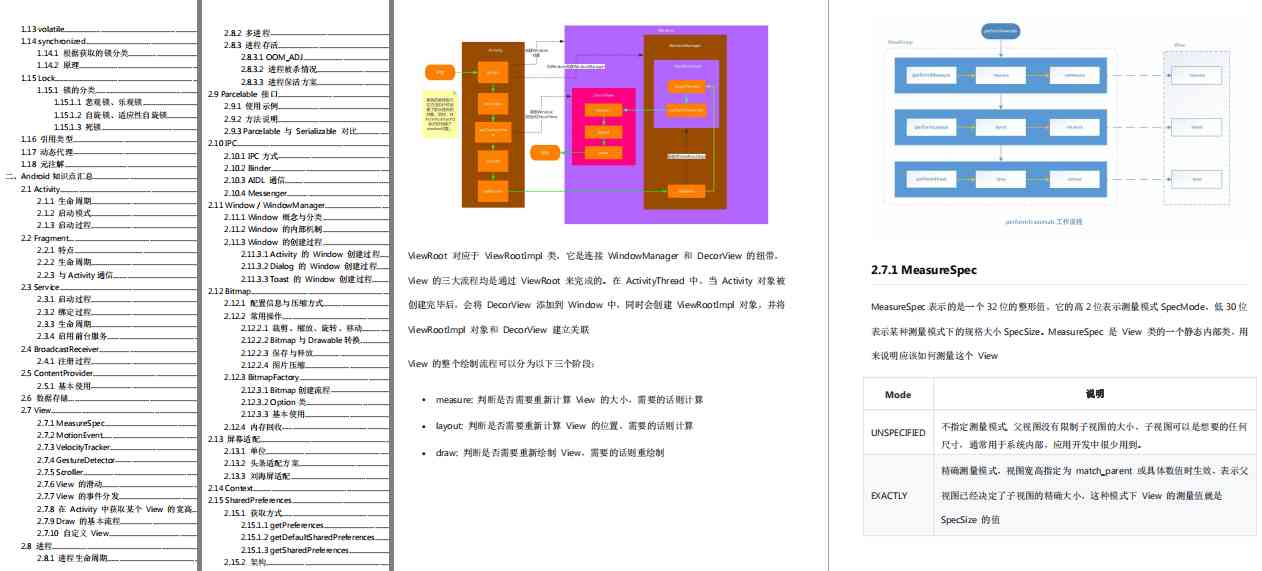 1.13 volatile
1.14 synchronized
1.14.1 根据获取的锁分类
1.14.2 原理
1.15 Lock
1.15.1 锁的分类
1.15.1.1 悲观锁、乐观锁
1.15.1.2 自旋锁、适应性自旋锁
1.15.1.3 死锁
1.16 引用类型
1.17 动态代理
1.18 元注解
二、Android 知识点汇总
2.1 Activity
2.1.1 生命周期
2.1.2 启动模式
2.1.3 启动过程
2.2 Fragment
2.2.1 特点
2.2.2 生命周期
2.2.3 与 Activity 通信
2.3 Service
2.3.1 启动过程
2.3.2 绑定过程
2.3.3 生命周期
2.3.4 启用前台服务
2.4 BroadcastReceiver
2.4.1 注册过程
2.5 ContentProvider
2.5.1 基本使用
2.6 数据存储
2.7 View
2.7.1 MeasureSpec
2.7.2 MotionEvent
2.7.3 VelocityTracker
2.7.4 GestureDetector
2.7.5 Scroller
2.7.6 View 的滑动
2.7.7 View 的事件分发
2.7.8 在 Activity 中获取某个 View 的宽高
2.7.9 Draw 的基本流程
2.7.10 自定义 View
2.8 进程
2.8.1 进程生命周期
2.8.2 多进程
2.8.3 进程存活
2.8.3.1 OOM_ADJ
2.8.3.2 进程被杀情况
2.8.3.3 进程保活方案
2.9 Parcelable 接口
2.9.1 使用示例
2.9.2 方法说明
2.9.3 Parcelable 与 Serializable 对比
2.10 IPC
2.10.1 IPC 方式
2.10.2 Binder
2.10.3 AIDL 通信
2.10.4 Messenger
2.11 Window / WindowManager
2.11.1 Window 概念与分类
2.11.2 Window 的内部机制
2.11.3 Window 的创建过程
2.11.3.1 Activity 的 Window 创建过程
2.11.3.2 Dialog 的 Window 创建过程
2.11.3.3 Toast 的 Window 创建过程
2.12 Bitmap
2.12.1 配置信息与压缩方式
2.12.2 常用操作
2.12.2.1 裁剪、缩放、旋转、移动
2.12.2.2 Bitmap 与 Drawable 转换
2.12.2.3 保存与释放
2.12.2.4 图片压缩
2.12.3 BitmapFactory
2.12.3.1 Bitmap 创建流程
2.12.3.2 Option 类
2.12.3.3 基本使用
2.12.4 内存回收
2.13 屏幕适配
2.13.1 单位
2.13.2 头条适配方案
2.13.3 刘海屏适配
2.14 Context
2.15 SharedPreferences
2.15.1 获取方式
2.15.1.1 getPreferences
2.15.1.2 getDefaultSharedPreferences
2.15.1.3 getSharedPreferences
2.15.2 架构
ViewRoot 对应于 ViewRootImpl 类，它是连接 WindowManager 和 DecorView 的纽带，
View 的三大流程均是通过 ViewRoot 来完成的。在 ActivityThread 中，当 Activity 对象被
创建完毕后，会将 DecorView 添加到 Window 中，同时会创建 ViewRootImpl 对象，并将
ViewRootImpl 对象和 DecorView 建立关联
View 的整个绘制流程可以分为以下三个阶段：
• measure: 判断是否需要重新计算 View 的大小，需要的话则计算
• layout: 判断是否需要重新计算 View 的位置，需要的话则计算
• draw: 判断是否需要重新绘制 View，需要的话则重绘制
performTraversals
ViewGroup
View
performMeasure
performTraversals 工作流程
2.7.1 MeasureSpec
MeasureSpec 表示的是一个 32 位的整形值，它的高 2 位表示测量模式 SpecMode，低 30 位
表示某种测量模式下的规格大小 SpecSize。MeasureSpec 是 View 类的一个静态内部类，用
来说明应该如何测量这个 View
Mode 说明
UNSPECIFIED 不指定测量模式，父视图没有限制子视图的大小，子视图可以是想要的任何
尺寸，通常用于系统内部，应用开发中很少用到。
EXACTLY 精确测量模式，视图宽高指定为 match_parent 或具体数值时生效，表示父
视图已经决定了子视图的精确大小，这种模式下 View 的测量值就是
SpecSize 的值